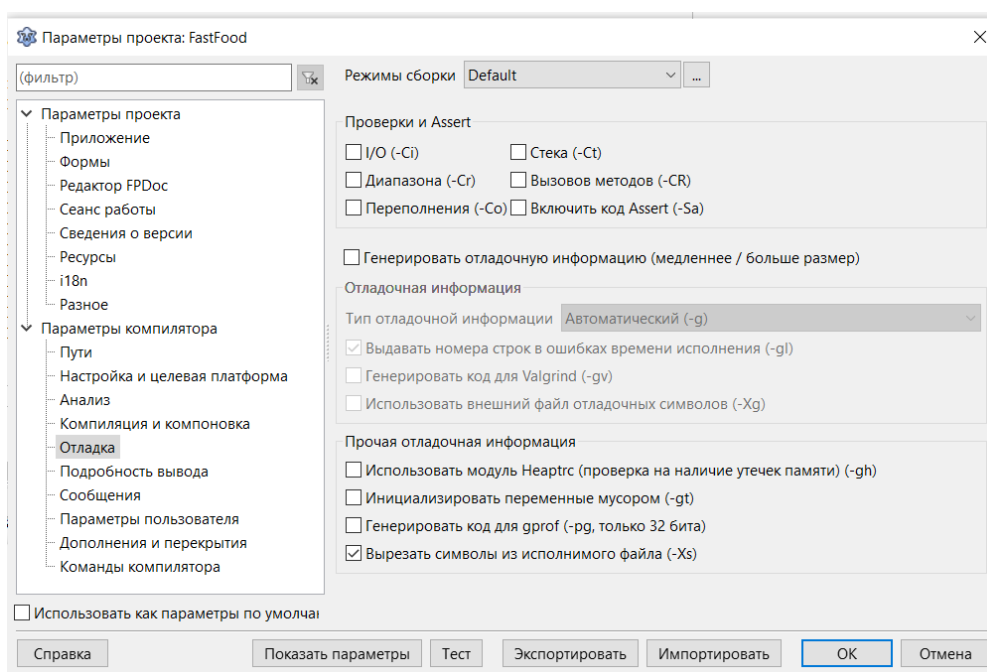 Параметры проекта: FastFood
(фильтр)
Режимы сборки Default ...
Параметры проекта
Приложение
Формы
Редактор FPDoc
Сеанс работы
Сведения о версии
Ресурсы
i18n
Разное
Параметры компилятора
Пути
Настройка и целевая платформа
Анализ
Компиляция и компоновка
Отладка
Подробность вывода
Сообщения
Параметры пользователя
Дополнения и перекрытия
Команды компилятора
Проверки и Assert
I/O (-Ci) Стека (-Ct)
Диапазона (-Cr) Вызовов методов (-CR)
Переполнения (-Co) Включить код Assert (-Sa)
Генерировать отладочную информацию (медленнее / больше размер)
Отладочная информация
Тип отладочной информации Автоматический (-g)
Выдавать номера строк в ошибках времени исполнения (-gl)
Генерировать код для Valgrind (-gv)
Использовать внешний файл отладочных символов (-Xg)
Прочая отладочная информация
Использовать модуль Heaptrc (проверка на наличие утечек памяти) (-gh)
Инициализировать переменные мусором (-gt)
Генерировать код для gprof (-pg, только 32 бита)
Вырезать символы из исполнимого файла (-Xs)
Использовать как параметры по умолчан
Справка Показать параметры Тест Экспортировать Импортировать OK Отмена